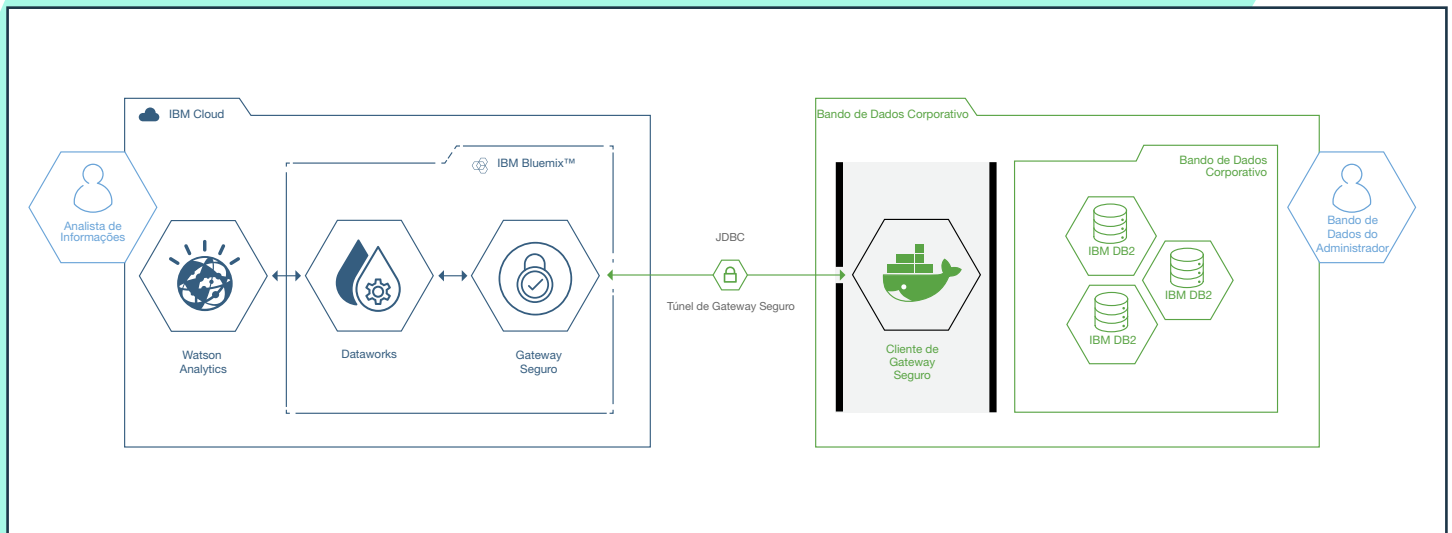 IBM Cloud
IBM Bluemix™
Analista de
Informações
Watson
Analytics
Dataworks
Gateway
Seguro
JDBC
Túnel de Gateway Seguro
Bando de Dados Corporativo
Cliente de
Gateway
Seguro
Bando de Dados
Corporativo
IBM DB2
IBM DB2
IBM DB2
Bando de
Dados do
Administrador